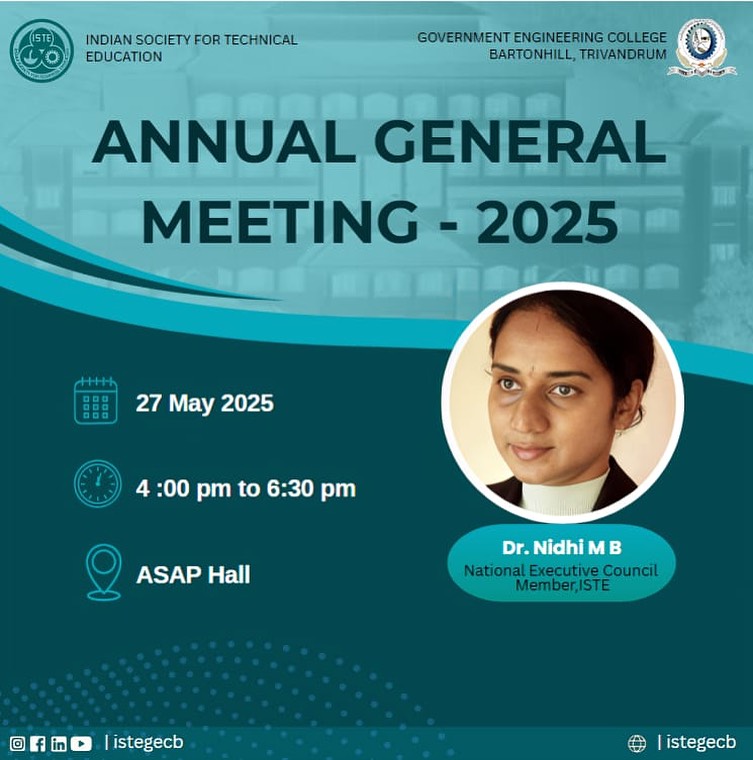 ISTE
INDIAN SOCIETY FOR TECHNICAL
EDUCATION
GOVERNMENT ENGINEERING COLLEGE
BARTONHILL, TRIVANDRUM
ANNUAL GENERAL
MEETING - 2025
27 May 2025
4 :00 pm to 6:30 pm
ASAP Hall
Dr. Nidhi M B
National Executive Council
Member,ISTE
| istegecb
| istegecb